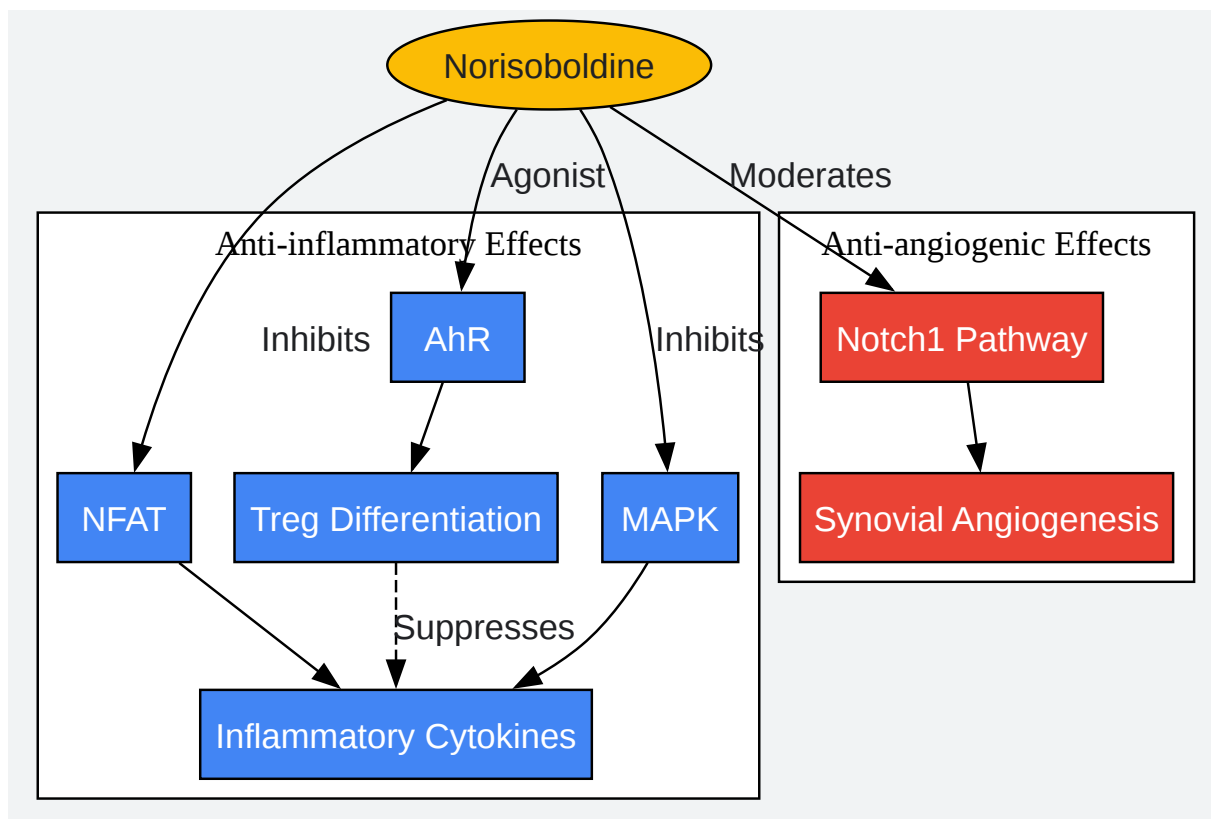 Norisoboldine
Agonist
Moderates
Anti-inflammatory Effects
Anti-angiogenic Effects
Inhibits
AhR
Inhibits
Notch1 Pathway
NFAT
Treg Differentiation
MAPK
Synovial Angiogenesis
Suppresses
Inflammatory Cytokines